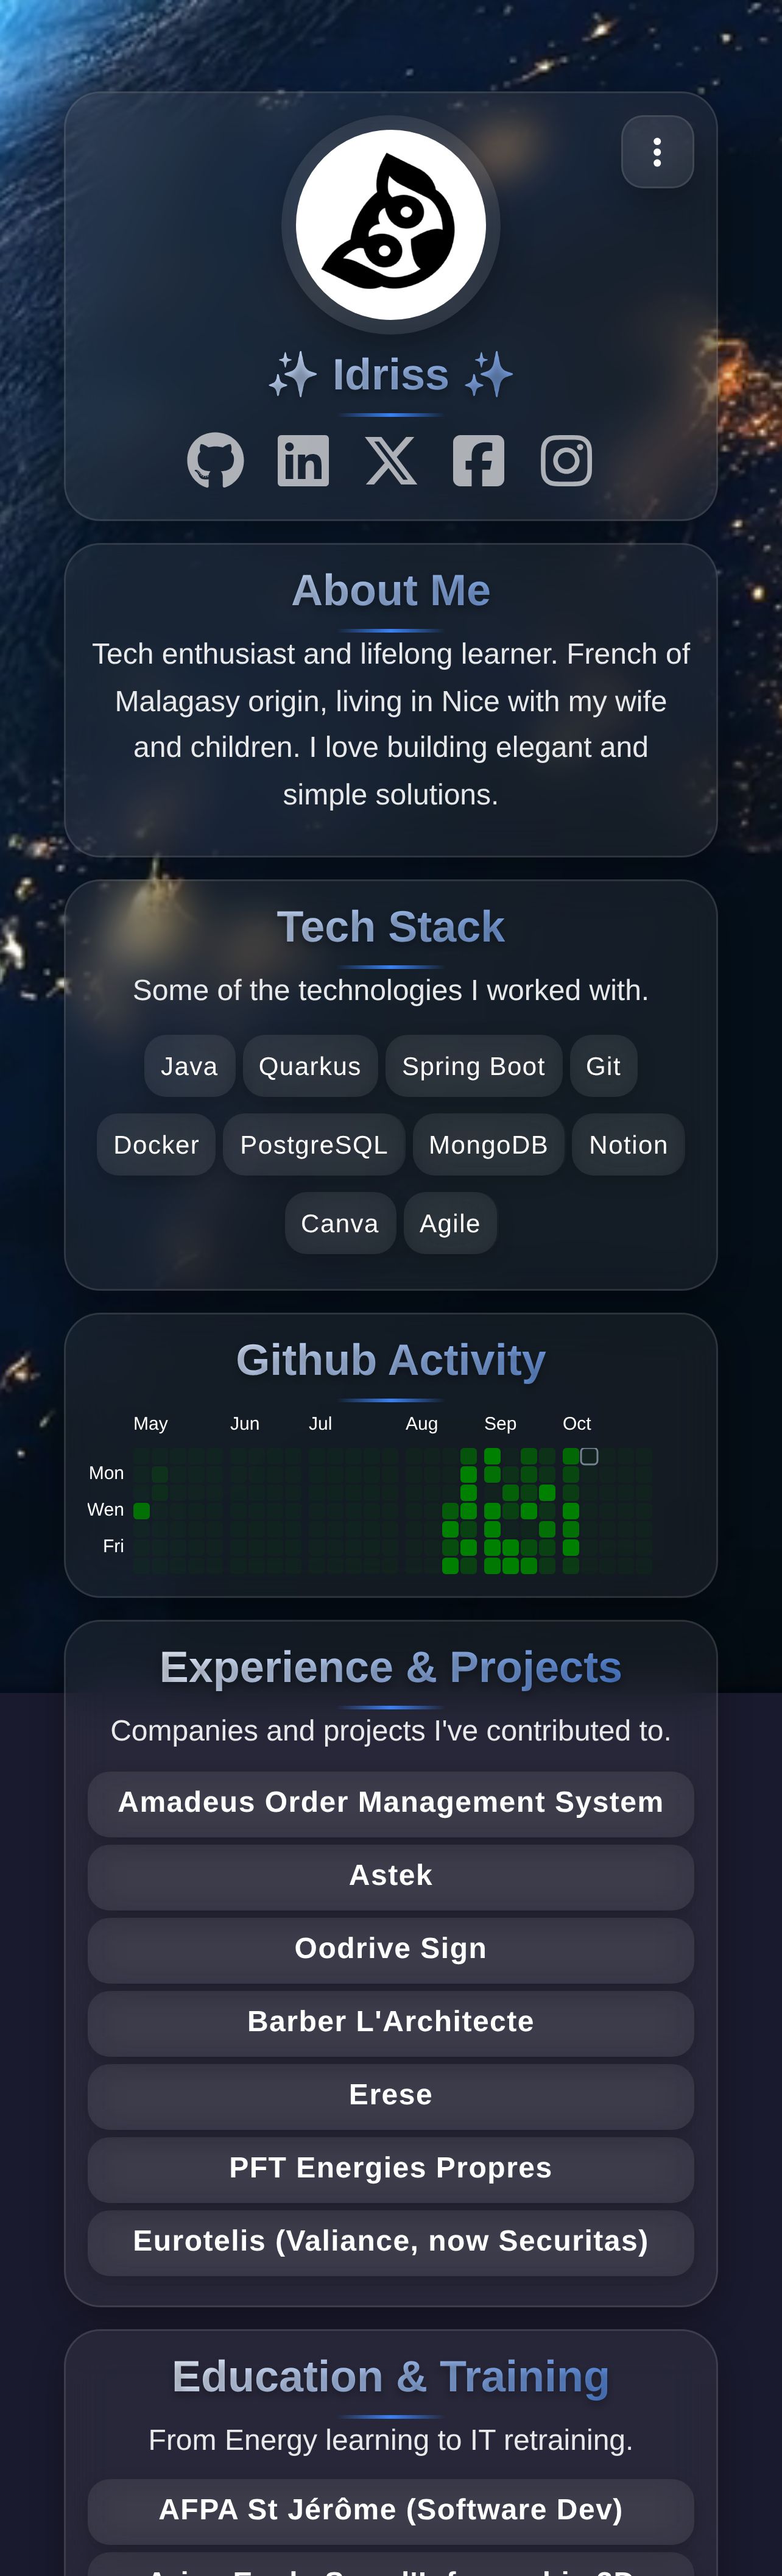 ✨ Idriss ✨
About Me
Tech enthusiast and lifelong learner. French of
Malagasy origin, living in Nice with my wife
and children. I love building elegant and
simple solutions.
Tech Stack
Some of the technologies I worked with.
Java Quarkus Spring Boot Git
Docker PostgreSQL MongoDB Notion
Canva Agile
Github Activity
May Jun Jul Aug Sep Oct
Mon
Wen
Fri
Experience & Projects
Companies and projects I've contributed to.
Amadeus Order Management System
Astek
Oodrive Sign
Barber L'Architecte
Erese
PFT Energies Propres
Eurotelis (Valiance, now Securitas)
Education & Training
From Energy learning to IT retraining.
AFPA St Jérôme (Software Dev)